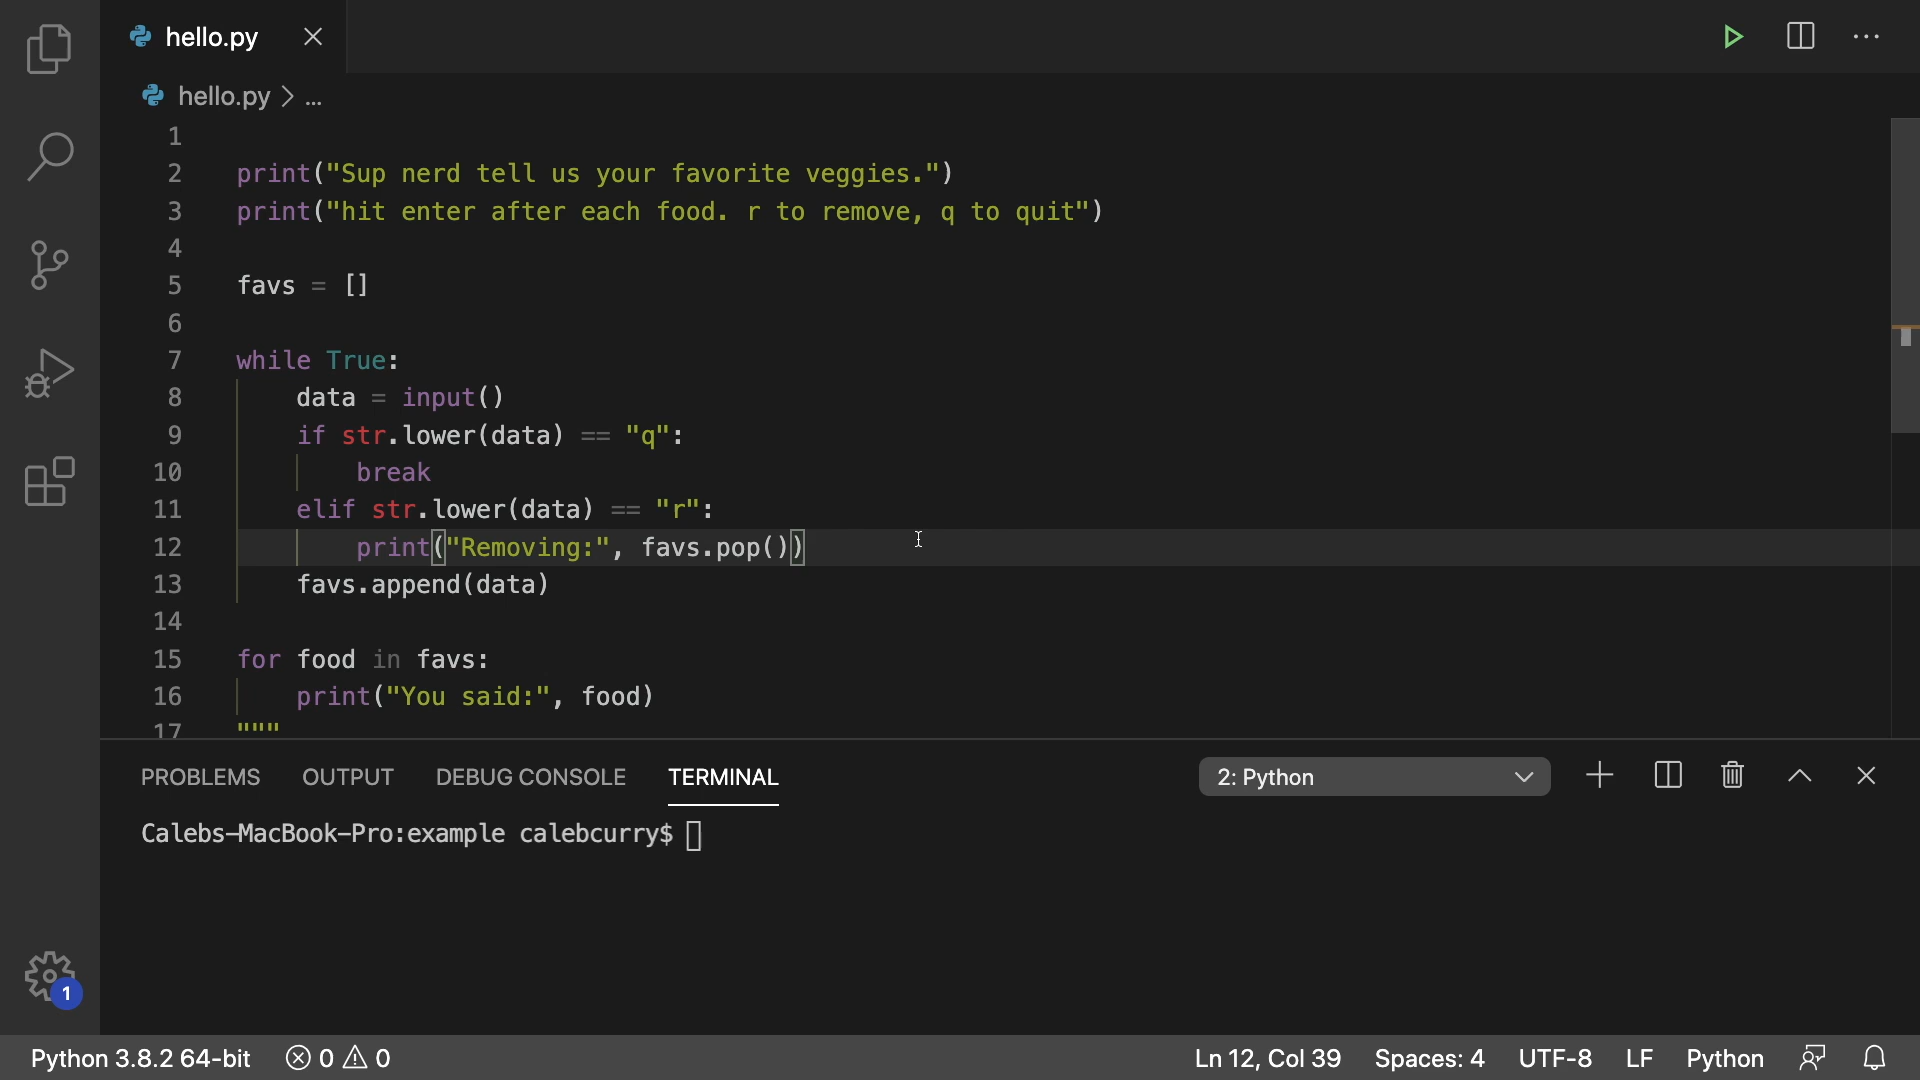 hello.py
hello.py > ...
1
2 print("Sup nerd tell us your favorite veggies.")
3 print("hit enter after each food. r to remove, q to quit")
4
5 favs = []
6
7 while True:
8     data = input()
9     if str.lower(data) == "q":
10         break
11     elif str.lower(data) == "r":
12         print("Removing:", favs.pop())
13     favs.append(data)
14
15 for food in favs:
16     print("You said:", food)
17 """
PROBLEMS OUTPUT DEBUG CONSOLE TERMINAL 2: Python
Calebs-MacBook-Pro:example calebcurry$
1
Python 3.8.2 64-bit 0 0 Ln 12, Col 39 Spaces: 4 UTF-8 LF Python